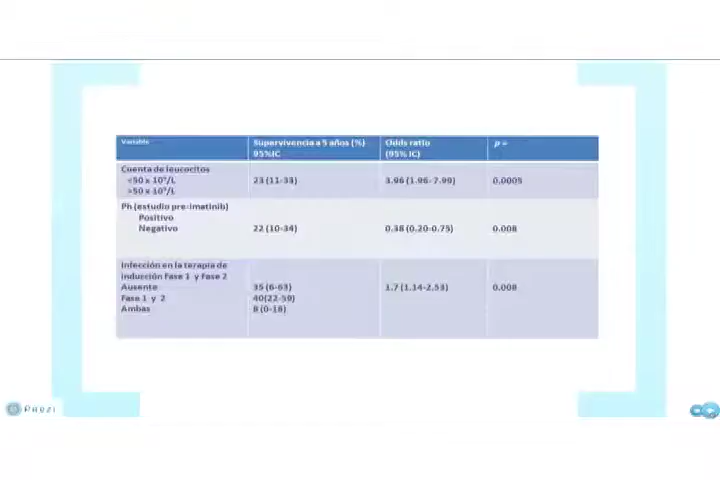 Variable Supervivencia a 5 años (%) Odds ratio p =
95%IC (95% IC)
Cuenta de leucocitos
<50 x 10⁹/L 23 (11-33) 3.96 (1.96-7.99) 0.0005
>50 x 10⁹/L
Ph (estudio pre-imatinib)
Positivo
Negativo 22 (10-34) 0.38 (0.20-0.75) 0.008
Infección en la terapia de
inducción Fase 1 y Fase 2
Ausente 35 (6-63) 1.7 (1.14-2.53) 0.008
Fase 1 y 2 40(22-59)
Ambas 8 (0-18)
Prezi